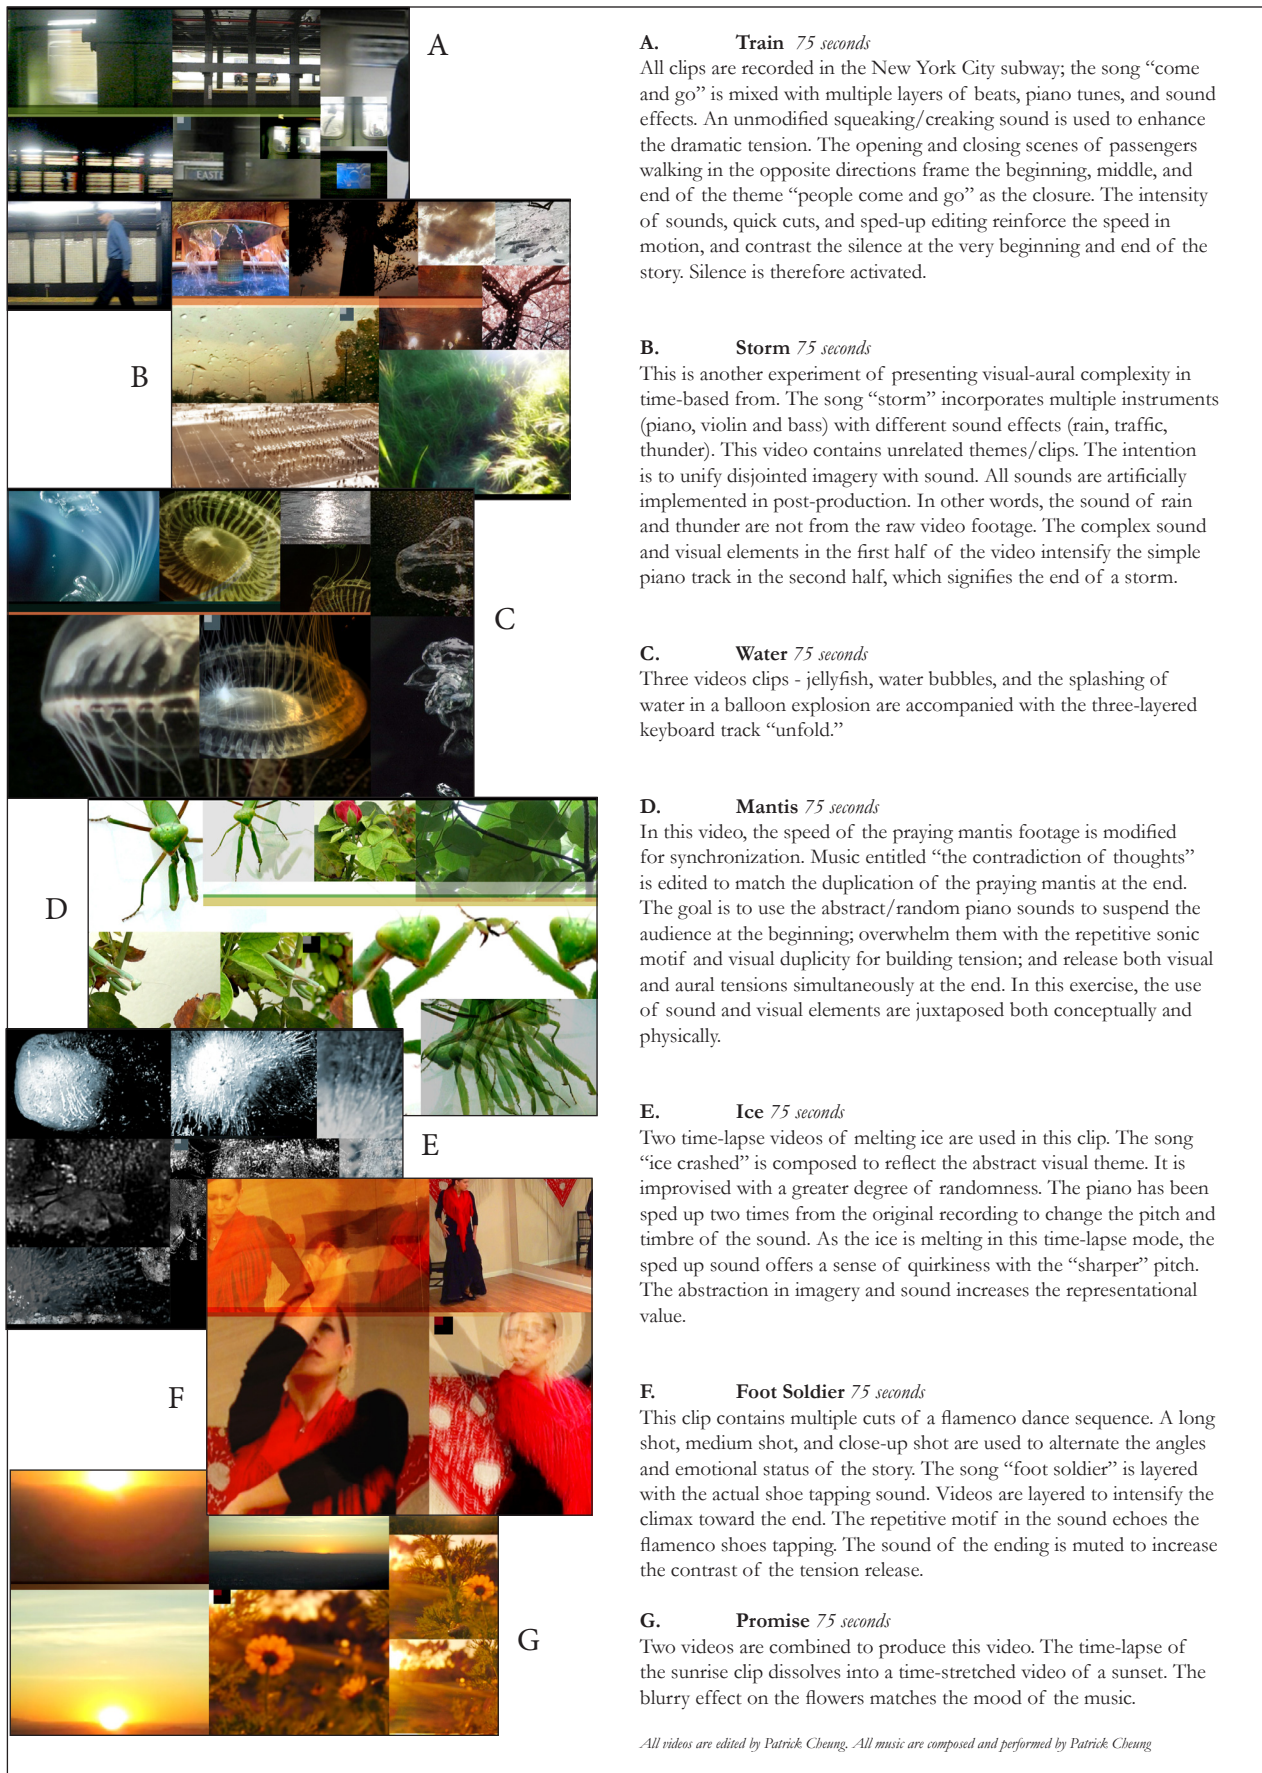 A
EAST
B
C
D
E
F
G
A. Train 75 seconds
All clips are recorded in the New York City subway; the song “come
and go” is mixed with multiple layers of beats, piano tunes, and sound
effects. An unmodified squeaking/creaking sound is used to enhance
the dramatic tension. The opening and closing scenes of passengers
walking in the opposite directions frame the beginning, middle, and
end of the theme “people come and go” as the closure. The intensity
of sounds, quick cuts, and sped-up editing reinforce the speed in
motion, and contrast the silence at the very beginning and end of the
story. Silence is therefore activated.
B. Storm 75 seconds
This is another experiment of presenting visual-aural complexity in
time-based from. The song “storm” incorporates multiple instruments
(piano, violin and bass) with different sound effects (rain, traffic,
thunder). This video contains unrelated themes/clips. The intention
is to unify disjointed imagery with sound. All sounds are artificially
implemented in post-production. In other words, the sound of rain
and thunder are not from the raw video footage. The complex sound
and visual elements in the first half of the video intensify the simple
piano track in the second half, which signifies the end of a storm.
C. Water 75 seconds
Three videos clips - jellyfish, water bubbles, and the splashing of
water in a balloon explosion are accompanied with the three-layered
keyboard track “unfold.”
D. Mantis 75 seconds
In this video, the speed of the praying mantis footage is modified
for synchronization. Music entitled “the contradiction of thoughts”
is edited to match the duplication of the praying mantis at the end.
The goal is to use the abstract/random piano sounds to suspend the
audience at the beginning; overwhelm them with the repetitive sonic
motif and visual duplicity for building tension; and release both visual
and aural tensions simultaneously at the end. In this exercise, the use
of sound and visual elements are juxtaposed both conceptually and
physically.
E. Ice 75 seconds
Two time-lapse videos of melting ice are used in this clip. The song
“ice crashed” is composed to reflect the abstract visual theme. It is
improvised with a greater degree of randomness. The piano has been
sped up two times from the original recording to change the pitch and
timbre of the sound. As the ice is melting in this time-lapse mode, the
sped up sound offers a sense of quirkiness with the “sharper” pitch.
The abstraction in imagery and sound increases the representational
value.
F. Foot Soldier 75 seconds
This clip contains multiple cuts of a flamenco dance sequence. A long
shot, medium shot, and close-up shot are used to alternate the angles
and emotional status of the story. The song “foot soldier” is layered
with the actual shoe tapping sound. Videos are layered to intensify the
climax toward the end. The repetitive motif in the sound echoes the
flamenco shoes tapping. The sound of the ending is muted to increase
the contrast of the tension release.
G. Promise 75 seconds
Two videos are combined to produce this video. The time-lapse of
the sunrise clip dissolves into a time-stretched video of a sunset. The
blurry effect on the flowers matches the mood of the music.
All videos are edited by Patrick Cheung. All music are composed and performed by Patrick Cheung